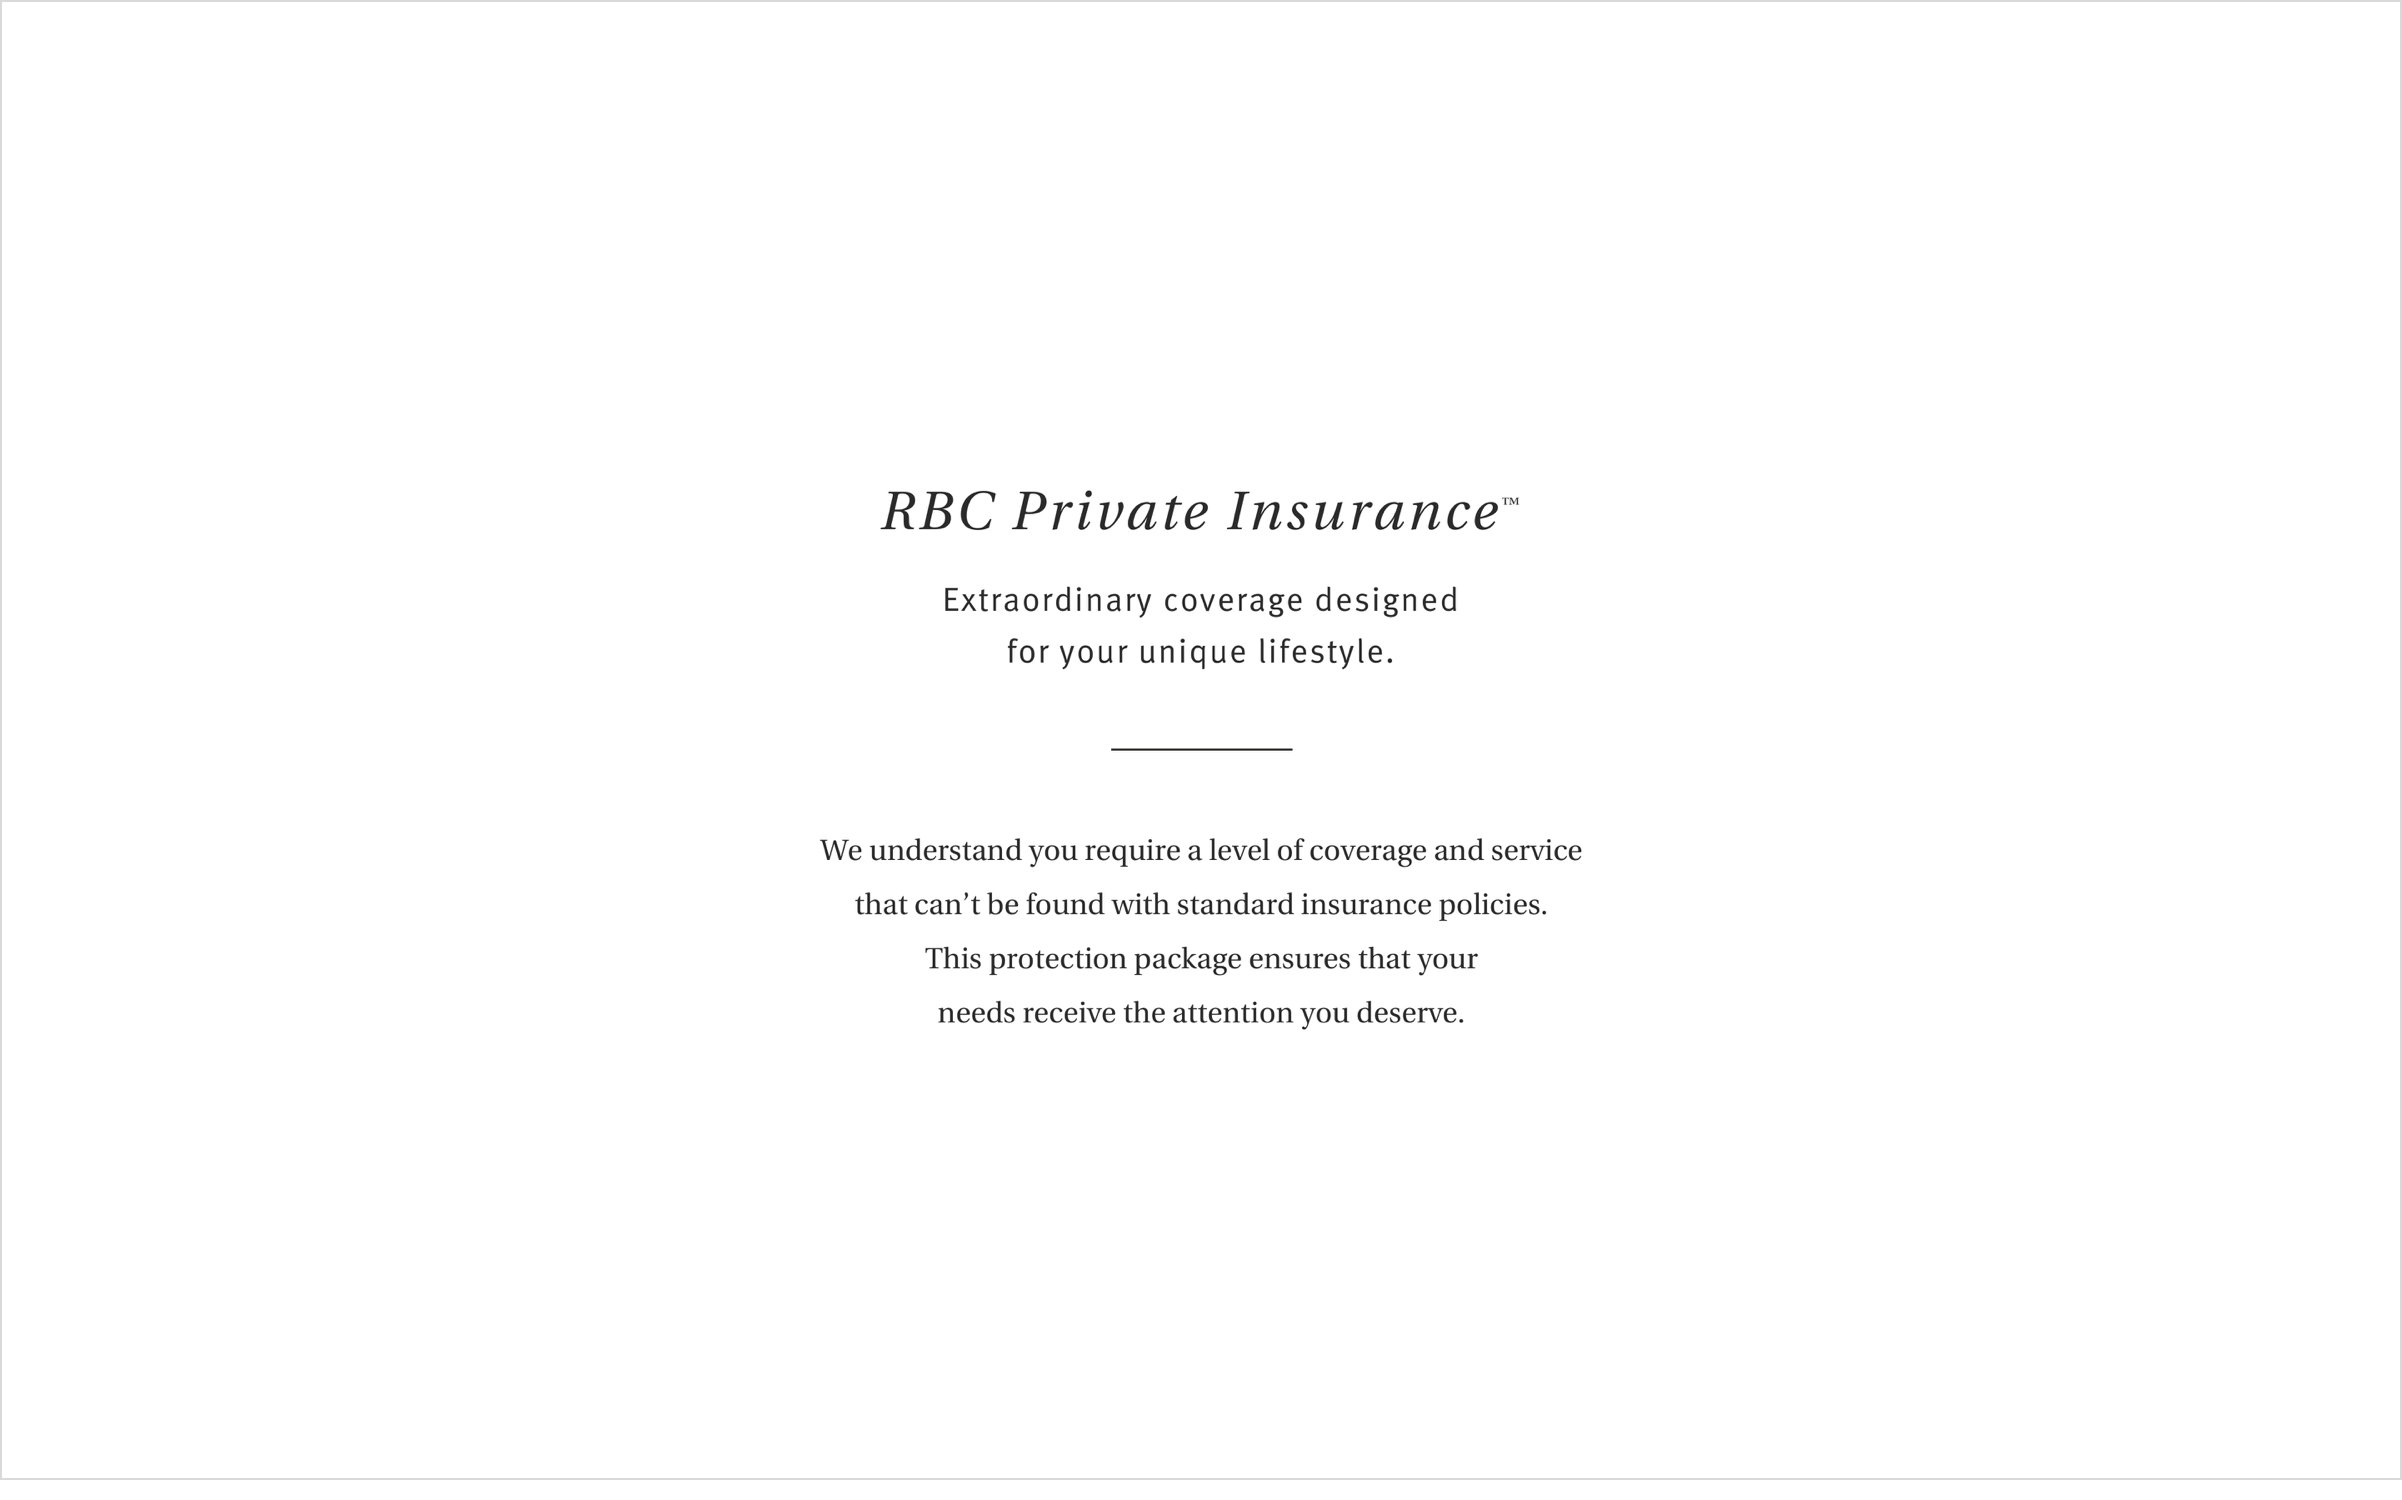 RBC Private Insurance™
Extraordinary coverage designed
for your unique lifestyle.
We understand you require a level of coverage and service
that can’t be found with standard insurance policies.
This protection package ensures that your
needs receive the attention you deserve.